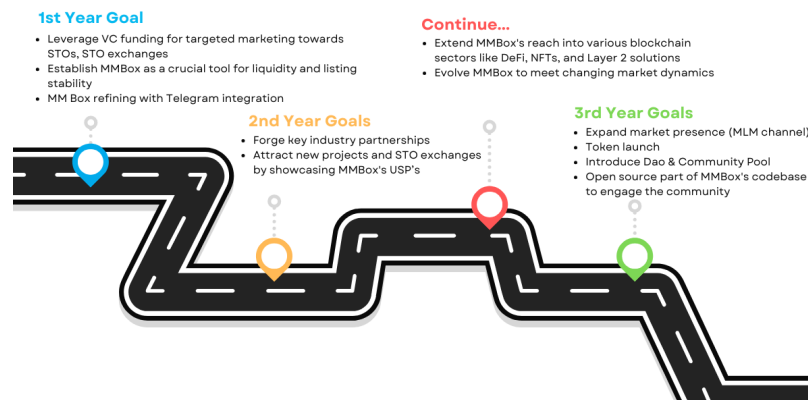 1st Year Goal
• Leverage VC funding for targeted marketing towards
STOs, STO exchanges
• Establish MMBox as a crucial tool for liquidity and listing
stability
• MM Box refining with Telegram integration
2nd Year Goals
• Forge key industry partnerships
• Attract new projects and STO exchanges
by showcasing MMBox's USP's
Continue...
• Extend MMBox's reach into various blockchain
sectors like DeFi, NFTs, and Layer 2 solutions
• Evolve MMBox to meet changing market dynamics
3rd Year Goals
• Expand market presence (MLM channel)
• Token launch
• Introduce Dao & Community Pool
• Open source part of MMBox's codebase
to engage the community